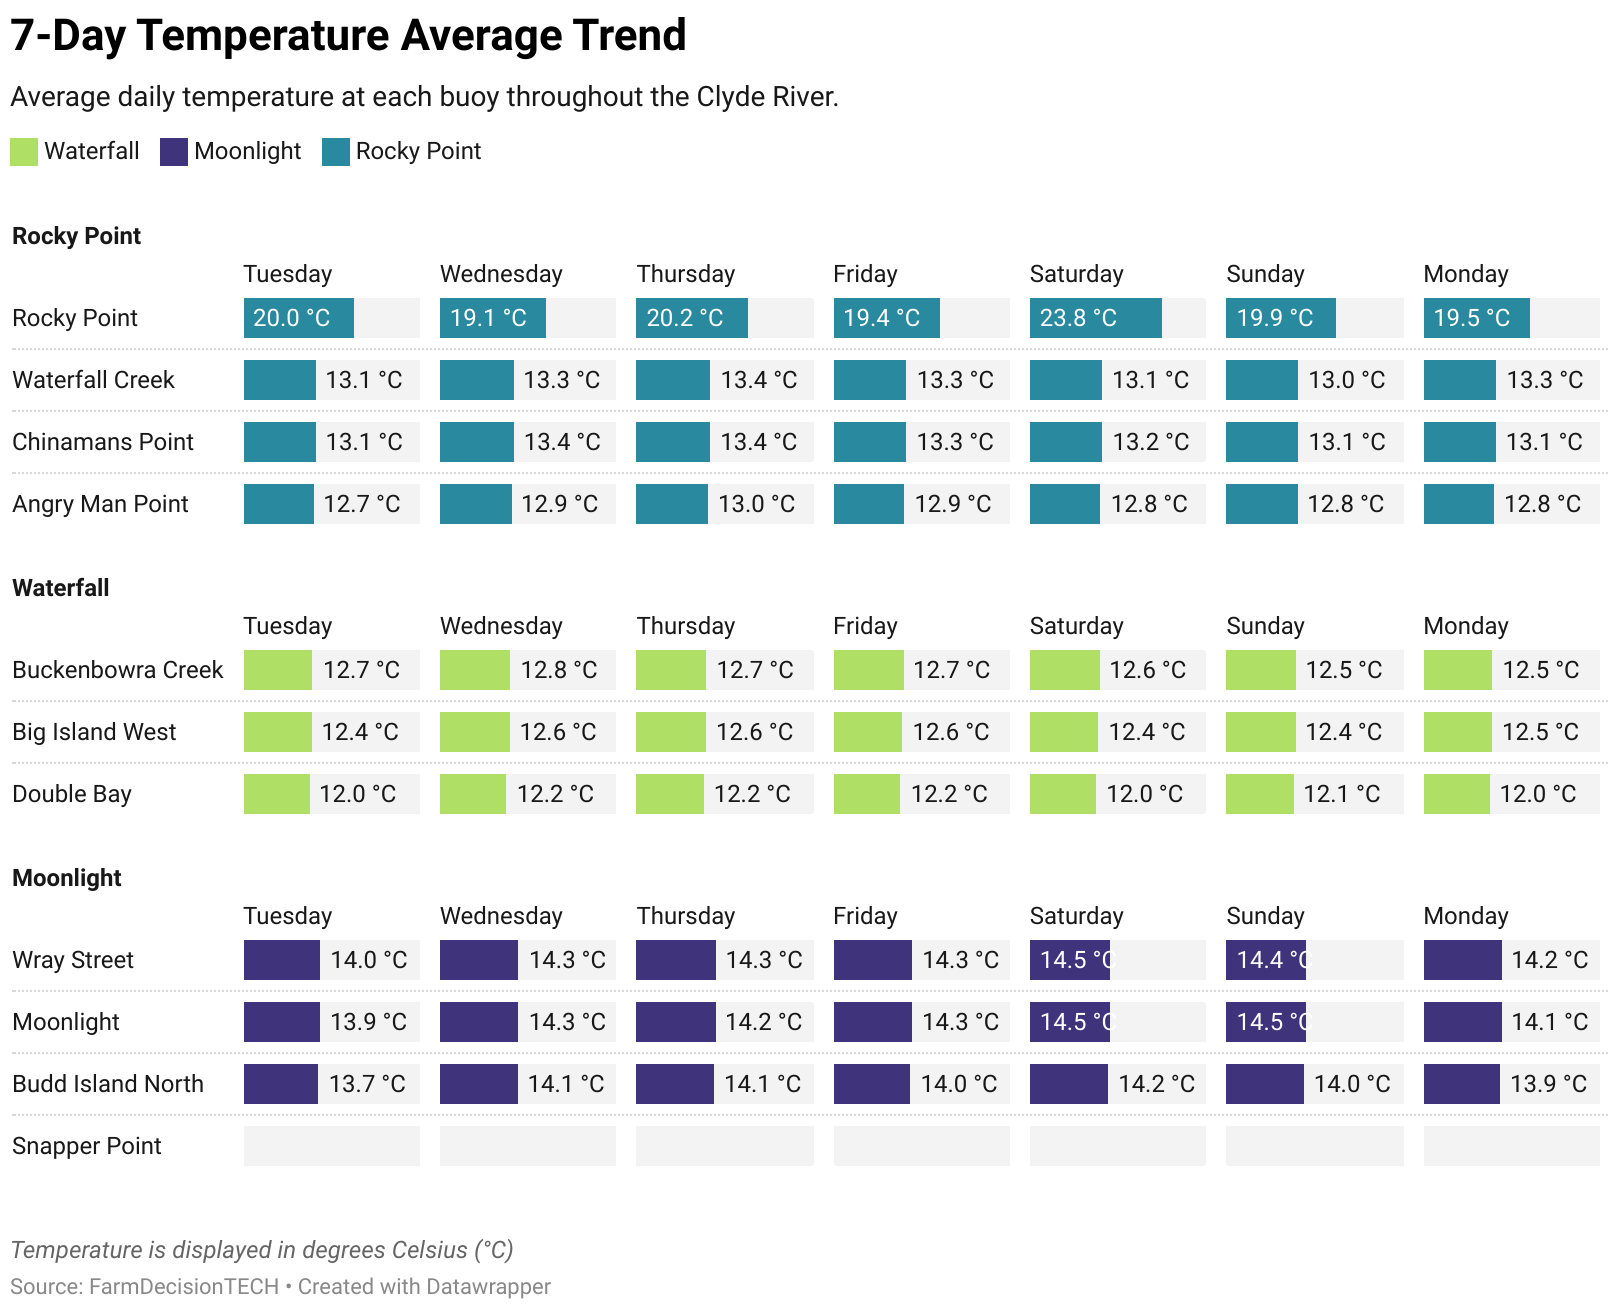 7-Day Temperature Average Trend
Average daily temperature at each buoy throughout the Clyde River.
Waterfall Moonlight Rocky Point
Rocky Point
Tuesday Wednesday Thursday Friday Saturday Sunday Monday
Rocky Point 20.0 °C 19.1 °C 20.2 °C 19.4 °C 23.8 °C 19.9 °C 19.5 °C
Waterfall Creek 13.1 °C 13.3 °C 13.4 °C 13.3 °C 13.1 °C 13.0 °C 13.3 °C
Chinamans Point 13.1 °C 13.4 °C 13.4 °C 13.3 °C 13.2 °C 13.1 °C 13.1 °C
Angry Man Point 12.7 °C 12.9 °C 13.0 °C 12.9 °C 12.8 °C 12.8 °C 12.8 °C
Waterfall
Tuesday Wednesday Thursday Friday Saturday Sunday Monday
Buckenbowra Creek 12.7 °C 12.8 °C 12.7 °C 12.7 °C 12.6 °C 12.5 °C 12.5 °C
Big Island West 12.4 °C 12.6 °C 12.6 °C 12.6 °C 12.4 °C 12.4 °C 12.5 °C
Double Bay 12.0 °C 12.2 °C 12.2 °C 12.2 °C 12.0 °C 12.1 °C 12.0 °C
Moonlight
Tuesday Wednesday Thursday Friday Saturday Sunday Monday
Wray Street 14.0 °C 14.3 °C 14.3 °C 14.3 °C 14.5 °C 14.4 °C 14.2 °C
Moonlight 13.9 °C 14.3 °C 14.2 °C 14.3 °C 14.5 °C 14.5 °C 14.1 °C
Budd Island North 13.7 °C 14.1 °C 14.1 °C 14.0 °C 14.2 °C 14.0 °C 13.9 °C
Snapper Point
Temperature is displayed in degrees Celsius (°C)
Source: FarmDecisionTECH • Created with Datawrapper